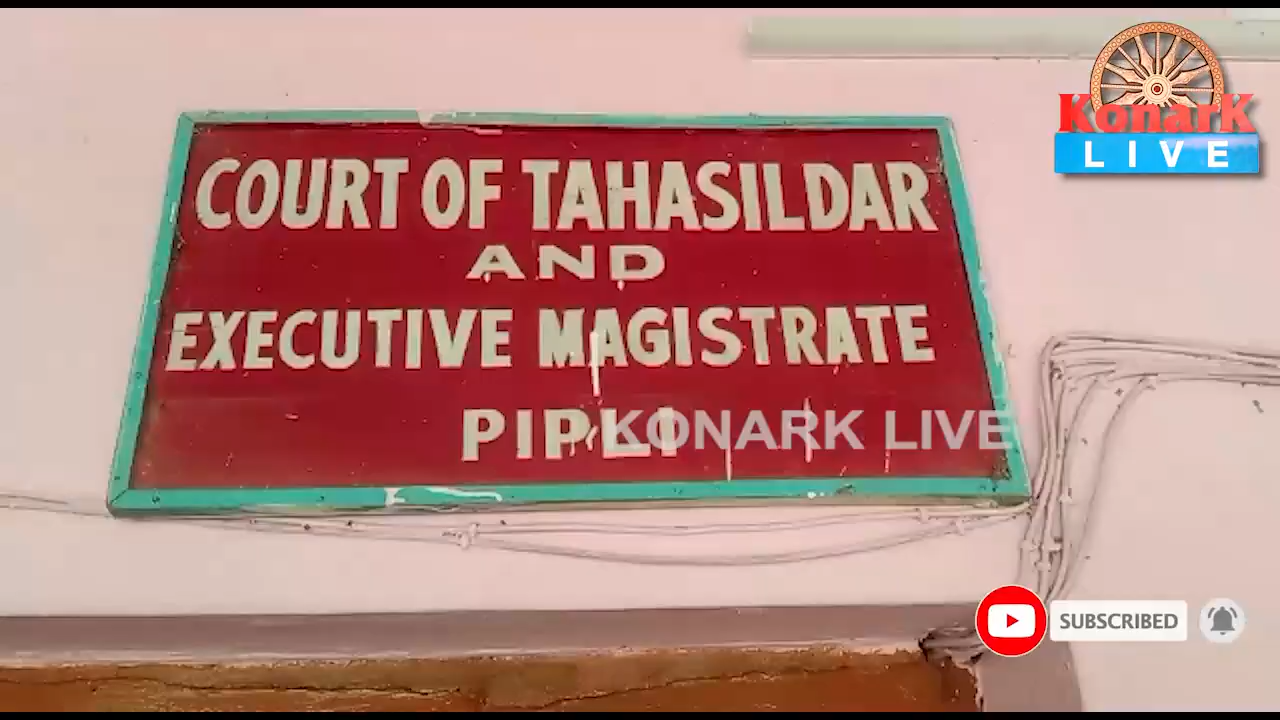 Konark
LIVE
COURT OF TAHASILDAR
AND
EXECUTIVE MAGISTRATE
PIPLI
KONARK LIVE
SUBSCRIBED